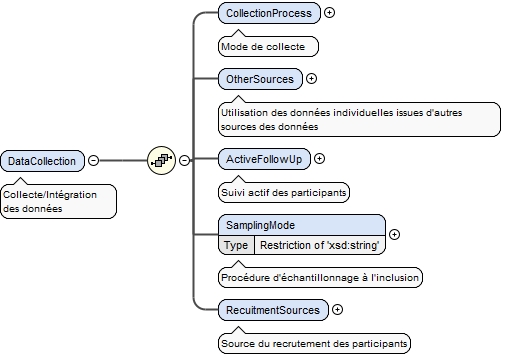 CollectionProcess
Mode de collecte
OtherSources
Utilisation des données individuelles issues d'autres
sources des données
DataCollection
Collecte/Intégration
des données
ActiveFollowUp
Suivi actif des participants
SamplingMode
Type Restriction of 'xsd:string'
Procédure d'échantillonnage à l'inclusion
RecuitmentSources
Source du recrutement des participants